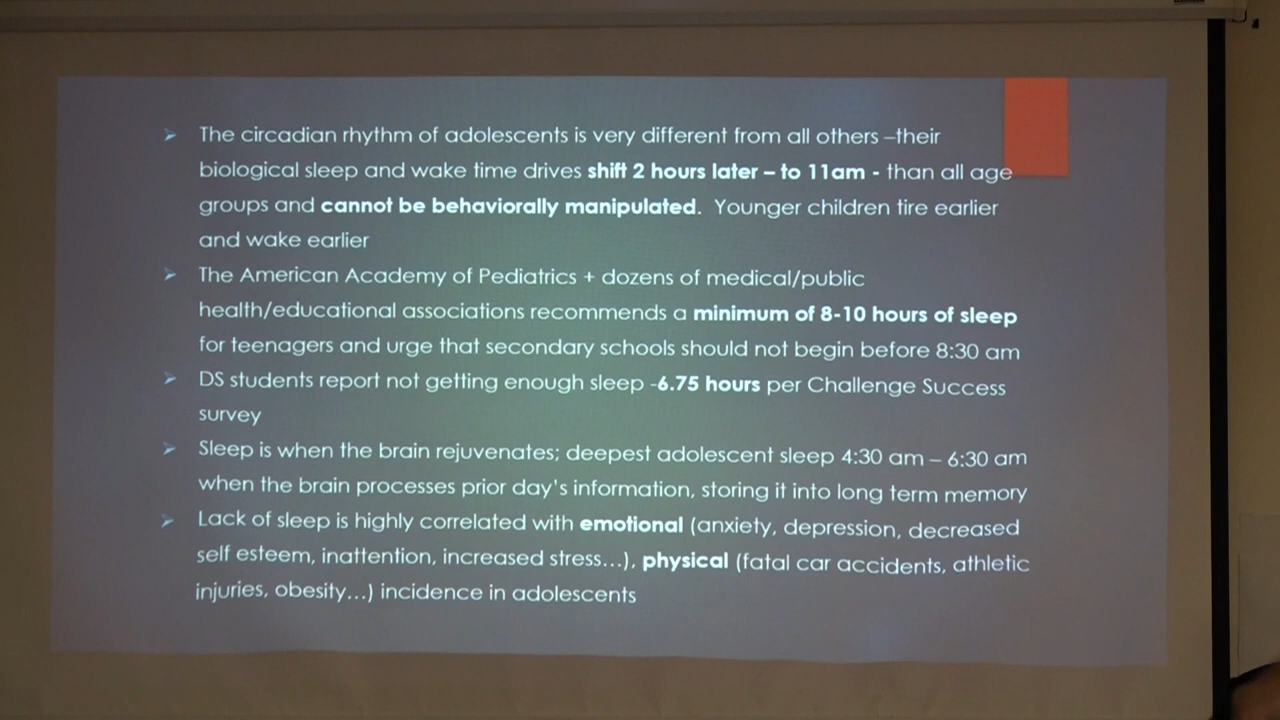 The circadian rhythm of adolescents is very different from all others –their
biological sleep and wake time drives shift 2 hours later – to 11am - than all age
groups and cannot be behaviorally manipulated. Younger children tire earlier
and wake earlier
The American Academy of Pediatrics + dozens of medical/public
health/educational associations recommends a minimum of 8-10 hours of sleep
for teenagers and urge that secondary schools should not begin before 8:30 am
DS students report not getting enough sleep -6.75 hours per Challenge Success
survey
Sleep is when the brain rejuvenates; deepest adolescent sleep 4:30 am – 6:30 am
when the brain processes prior day's information, storing it into long term memory
Lack of sleep is highly correlated with emotional (anxiety, depression, decreased
self esteem, inattention, increased stress…), physical (fatal car accidents, athletic
injuries, obesity…) incidence in adolescents